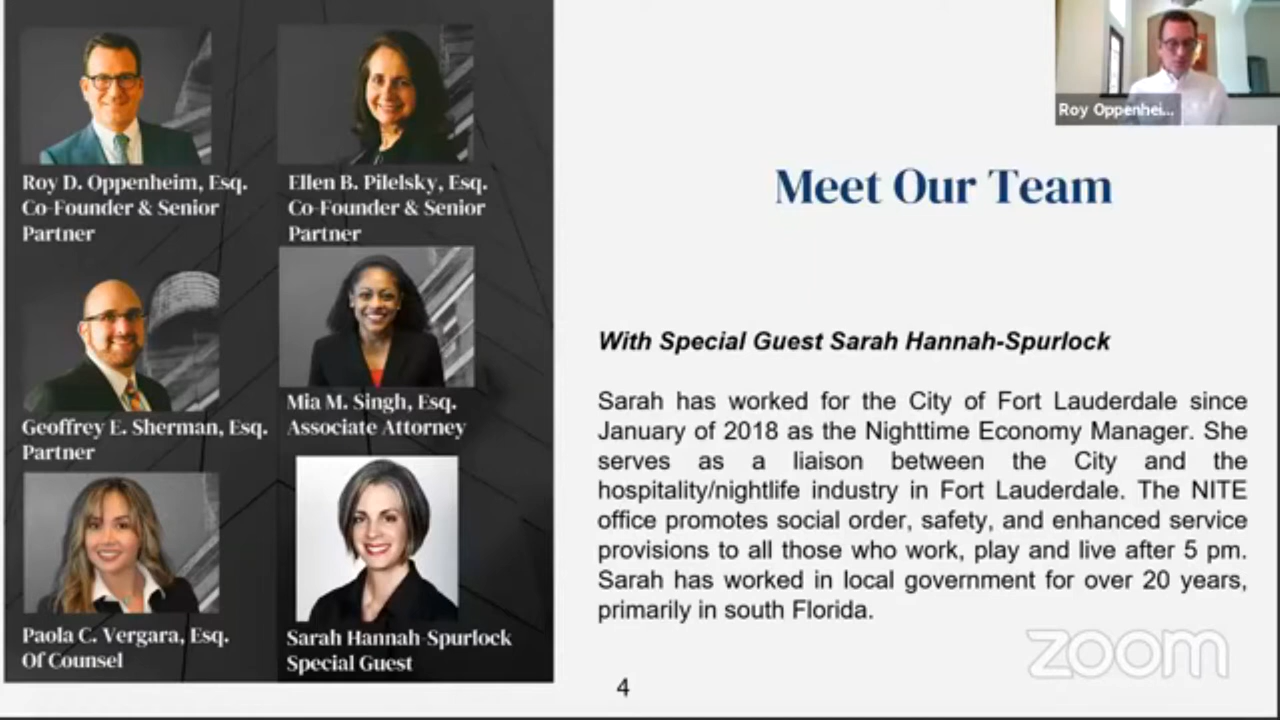 Roy Oppenhei...
Roy D. Oppenheim, Esq.
Co-Founder & Senior
Partner
Ellen B. Pilelsky, Esq.
Co-Founder & Senior
Partner
Geoffrey E. Sherman, Esq.
Partner
Mia M. Singh, Esq.
Associate Attorney
Paola C. Vergara, Esq.
Of Counsel
Sarah Hannah-Spurlock
Special Guest
Meet Our Team
With Special Guest Sarah Hannah-Spurlock
Sarah has worked for the City of Fort Lauderdale since
January of 2018 as the Nighttime Economy Manager. She
serves as a liaison between the City and the
hospitality/nightlife industry in Fort Lauderdale. The NITE
office promotes social order, safety, and enhanced service
provisions to all those who work, play and live after 5 pm.
Sarah has worked in local government for over 20 years,
primarily in south Florida.
zoom
4